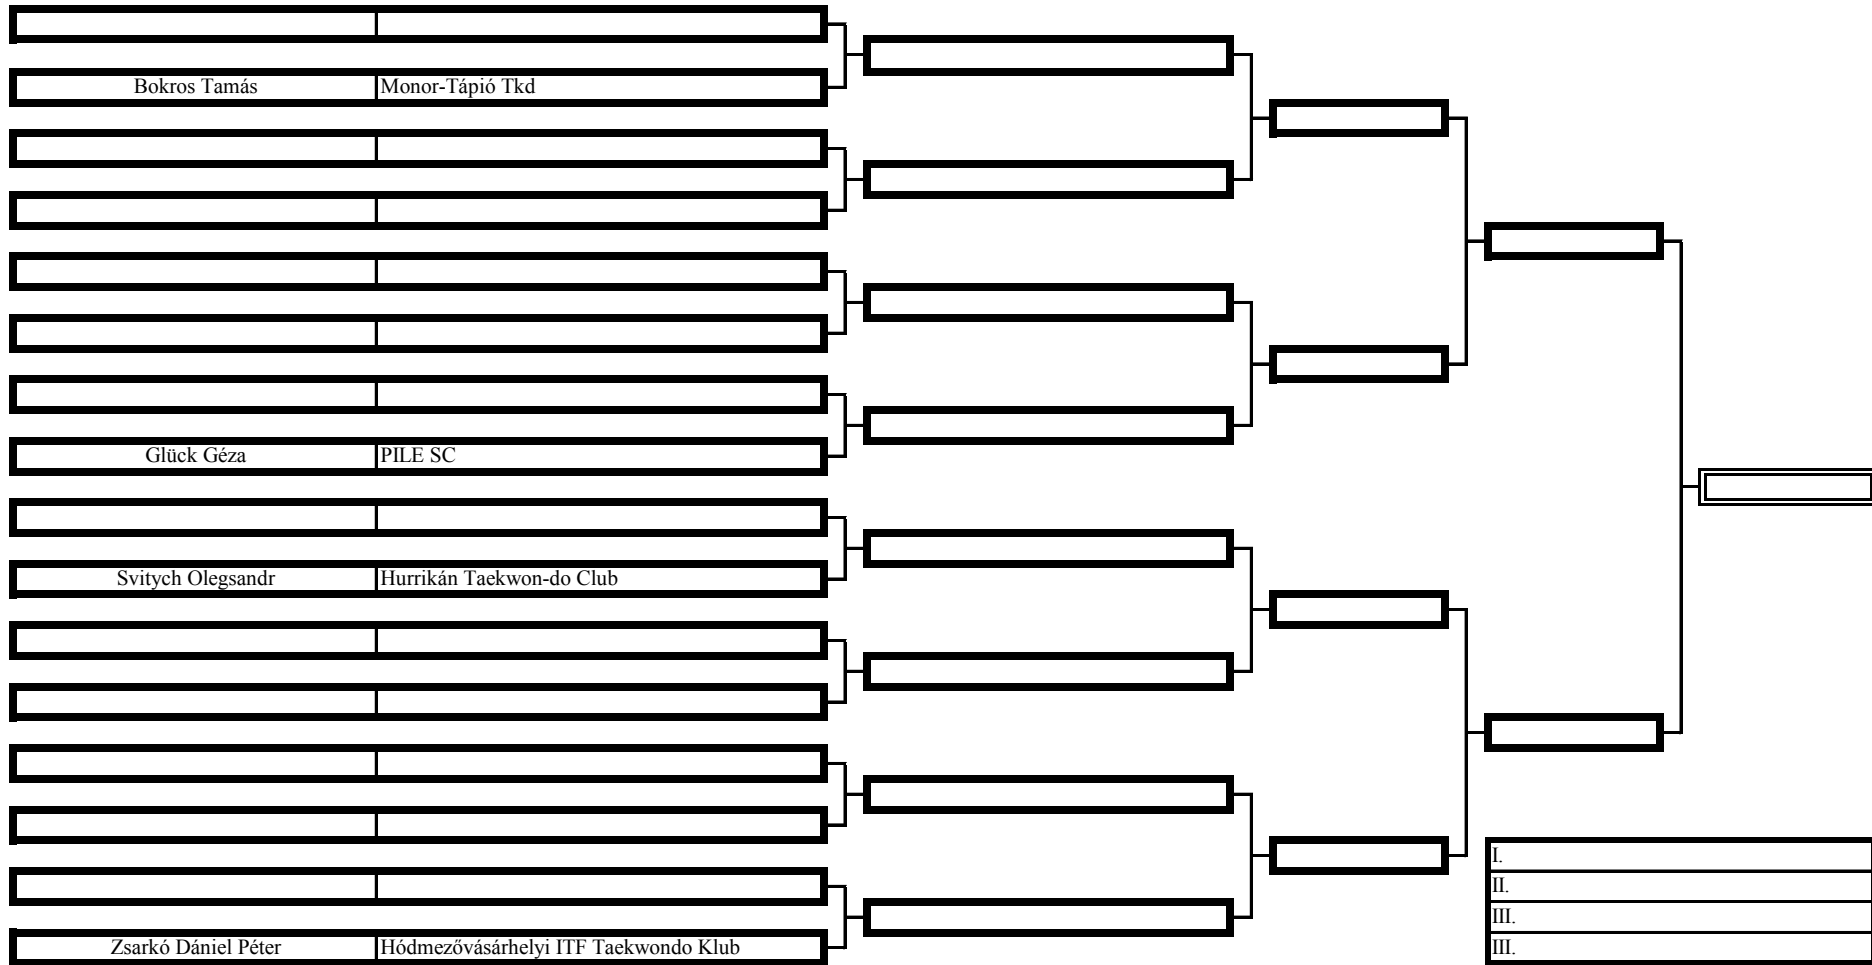 Bokros Tamás Monor-Tápió Tkd
Glück Géza PILE SC
Svitych Olegsandr Hurrikán Taekwon-do Club
Zsarkó Dániel Péter Hódmezővásárhelyi ITF Taekwondo Klub
I.
II.
III.
III.